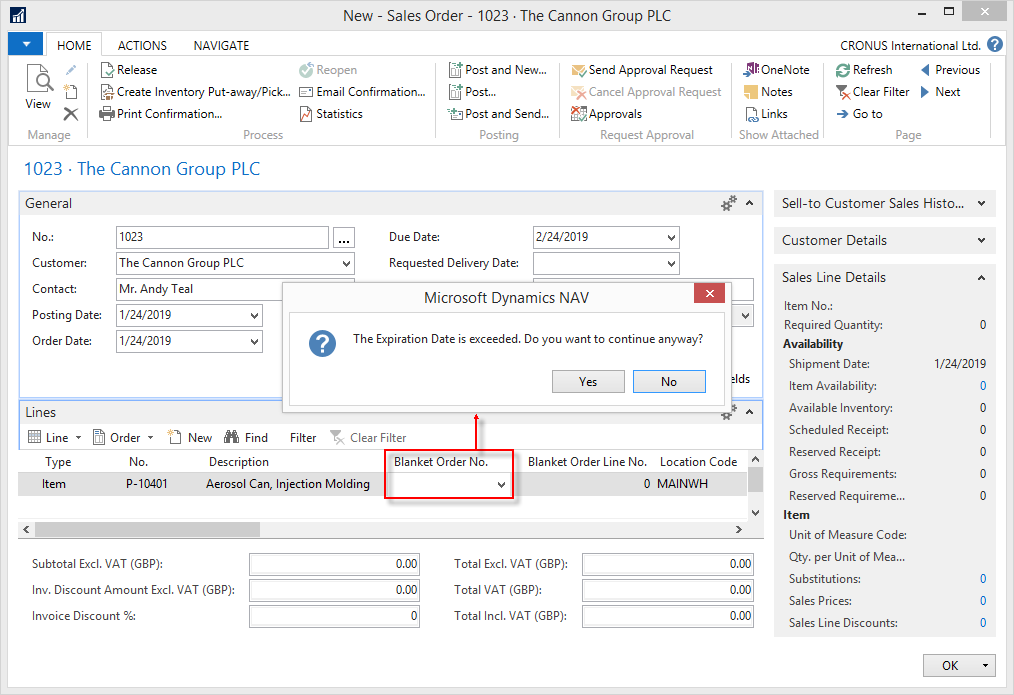 New - Sales Order - 1023 · The Cannon Group PLC
HOME ACTIONS NAVIGATE CRONUS International Ltd.
View
Manage
Release
Create Inventory Put-away/Pick...
Print Confirmation...
Reopen
Email Confirmation...
Statistics
Process
Post and New...
Post...
Post and Send...
Posting
Send Approval Request
Cancel Approval Request
Approvals
Request Approval
OneNote
Notes
Links
Show Attached
Refresh
Clear Filter
Go to
Previous
Next
Page
1023 · The Cannon Group PLC
General
No.: 1023 ...
Customer: The Cannon Group PLC
Contact: Mr. Andy Teal
Posting Date: 1/24/2019
Order Date: 1/24/2019
Due Date: 2/24/2019
Requested Delivery Date:
elds
Microsoft Dynamics NAV
The Expiration Date is exceeded. Do you want to continue anyway?
Yes No
Lines
Line Order New Find Filter Clear Filter
Type No. Description Blanket Order No. Blanket Order Line No. Location Code
Item P-10401 Aerosol Can, Injection Molding 0 MAINWH
Subtotal Excl. VAT (GBP): 0.00
Inv. Discount Amount Excl. VAT (GBP): 0.00
Invoice Discount %: 0
Total Excl. VAT (GBP): 0.00
Total VAT (GBP): 0.00
Total Incl. VAT (GBP): 0.00
Sell-to Customer Sales Histo...
Customer Details
Sales Line Details
Item No.:
Required Quantity: 0
Availability
Shipment Date: 1/24/2019
Item Availability: 0
Available Inventory: 0
Scheduled Receipt: 0
Reserved Receipt: 0
Gross Requirements: 0
Reserved Requireme... 0
Item
Unit of Measure Code:
Qty. per Unit of Mea...
Substitutions: 0
Sales Prices: 0
Sales Line Discounts: 0
OK